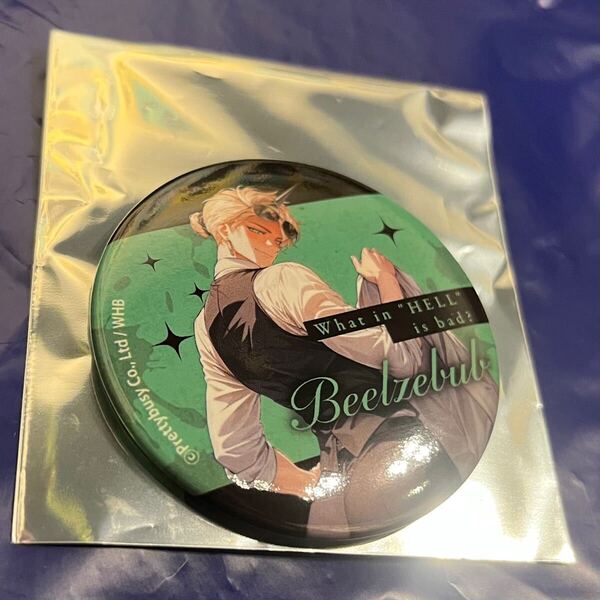 What in "HELL"
is bad?
Beelzebub
©Prettybusy Co., Ltd / WHB